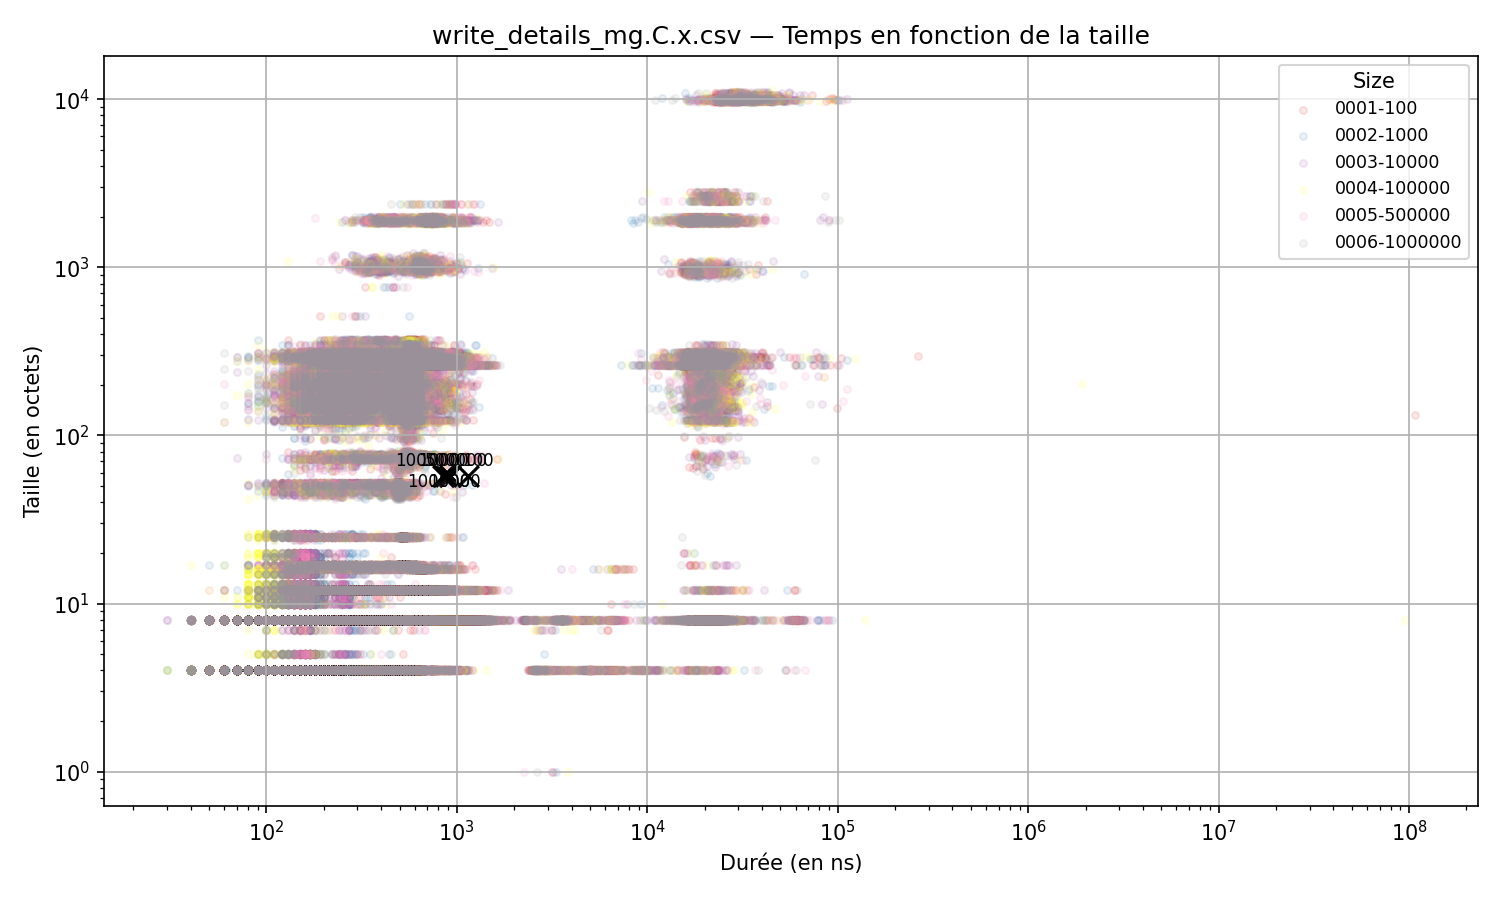 write_details_mg.C.x.csv — Temps en fonction de la taille
Size
0001-100
0002-1000
0003-10000
0004-100000
0005-500000
0006-1000000
Taille (en octets)
10⁴
10³
10²
10¹
10⁰
10² 10³ 10⁴ 10⁵ 10⁶ 10⁷ 10⁸
Durée (en ns)